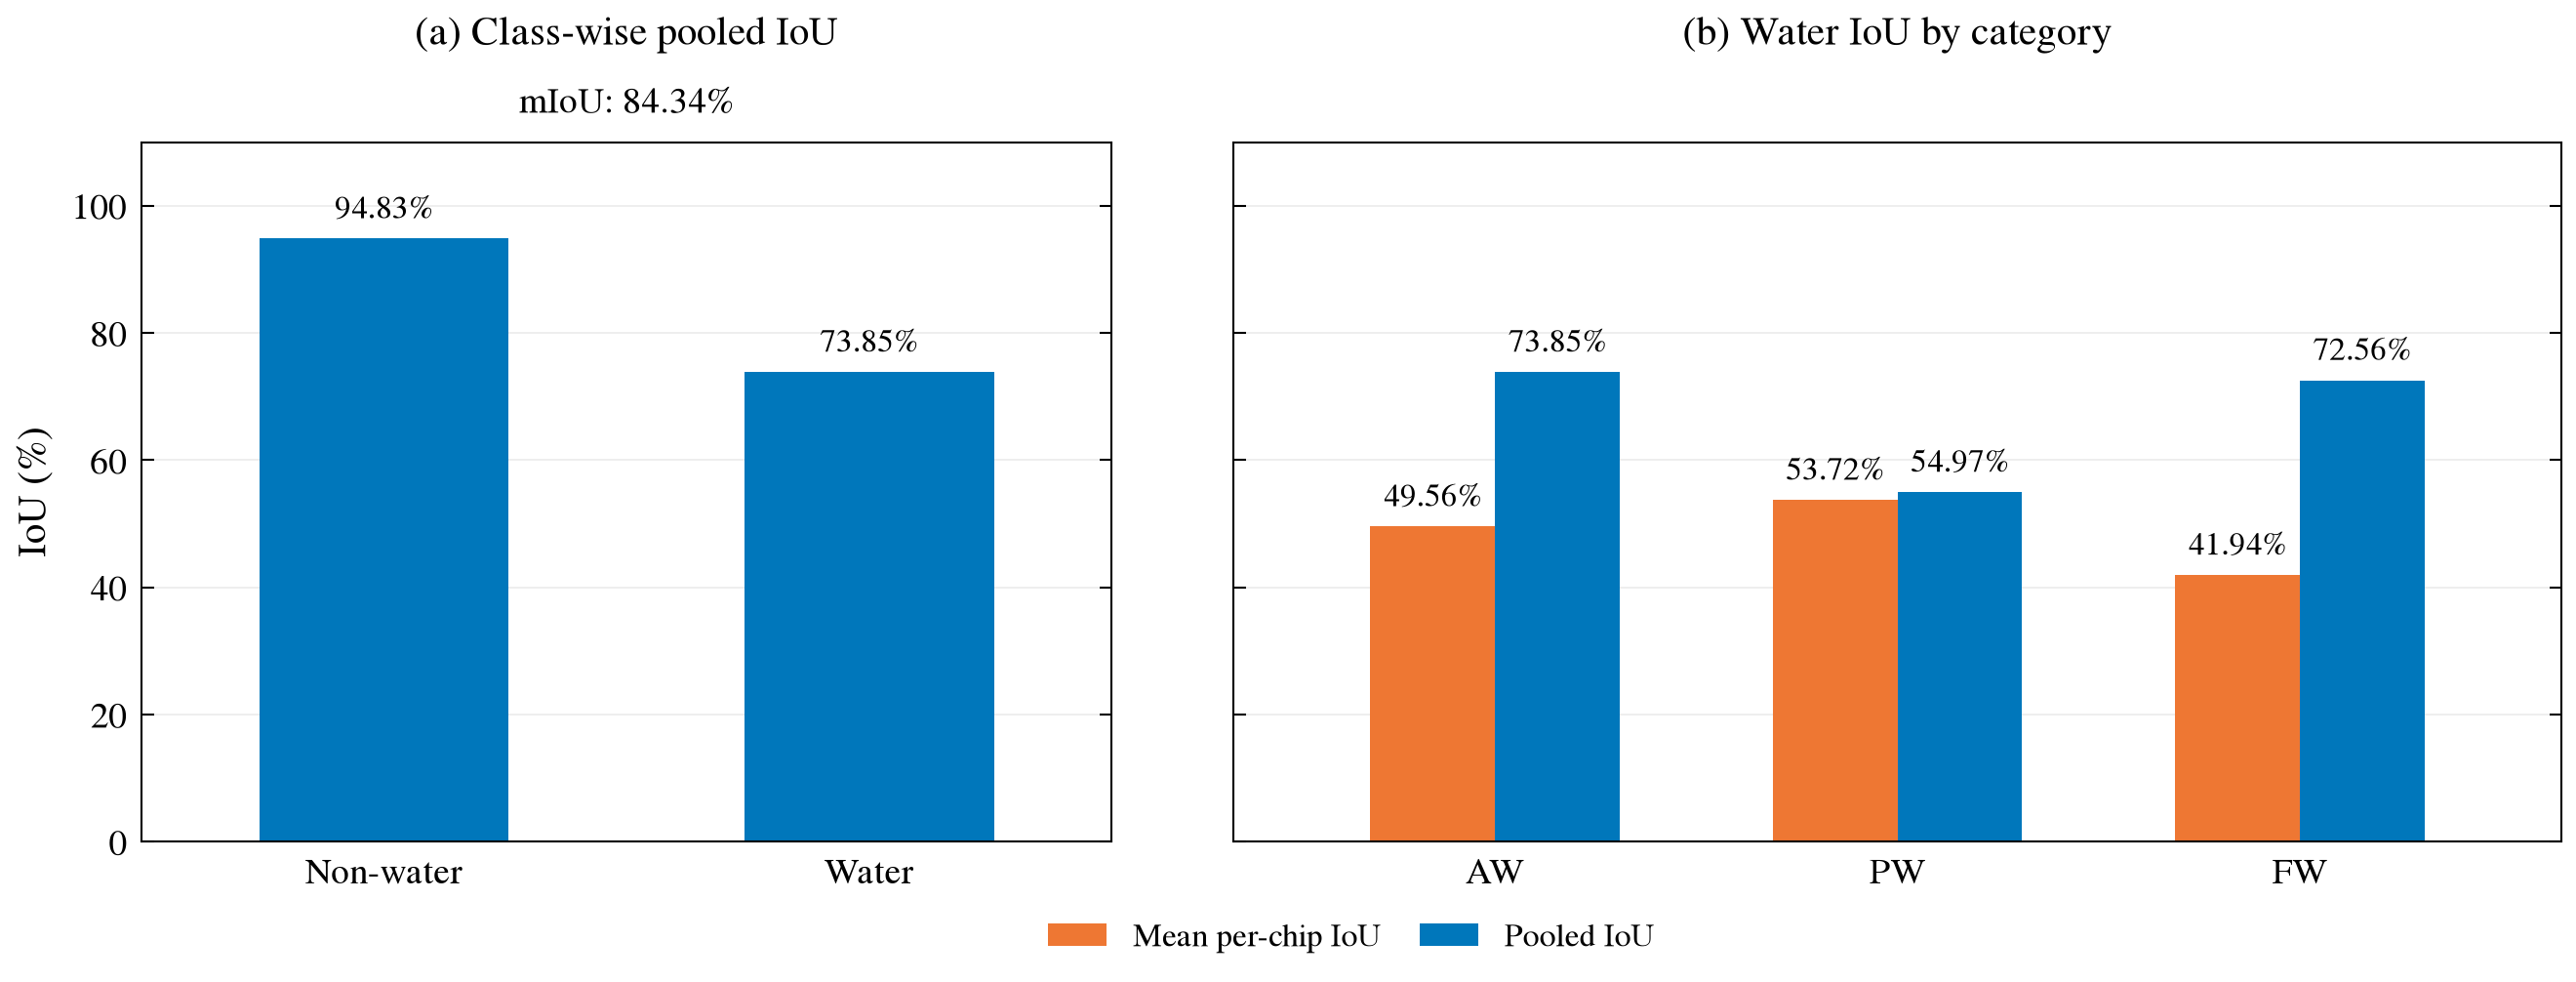 (a) Class-wise pooled IoU
mIoU: 84.34%
IoU (%)
100
80
60
40
20
0
94.83%
73.85%
Non-water
Water
(b) Water IoU by category
49.56%
73.85%
53.72%
54.97%
41.94%
72.56%
AW
PW
FW
Mean per-chip IoU
Pooled IoU